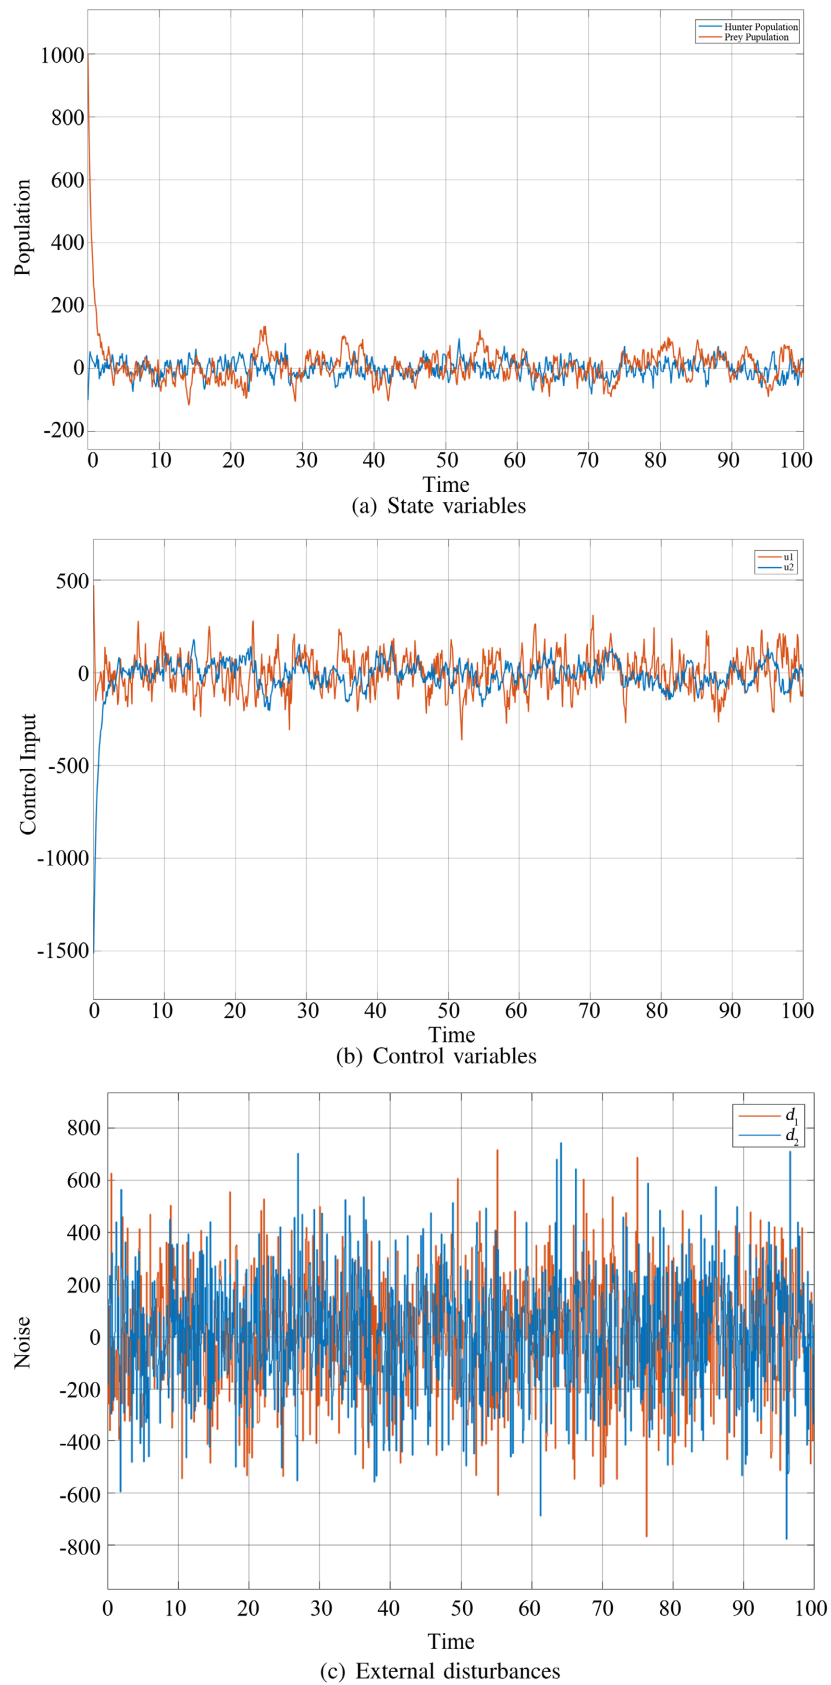 Hunter Population
Prey Pupulation
1000
800
600
400
200
0
-200
Population
0 10 20 30 40 50 60 70 80 90 100
Time
(a) State variables
u1
u2
500
0
-500
-1000
-1500
Control Input
0 10 20 30 40 50 60 70 80 90 100
Time
(b) Control variables
d1
d2
800
600
400
200
0
-200
-400
-600
-800
Noise
0 10 20 30 40 50 60 70 80 90 100
Time
(c) External disturbances